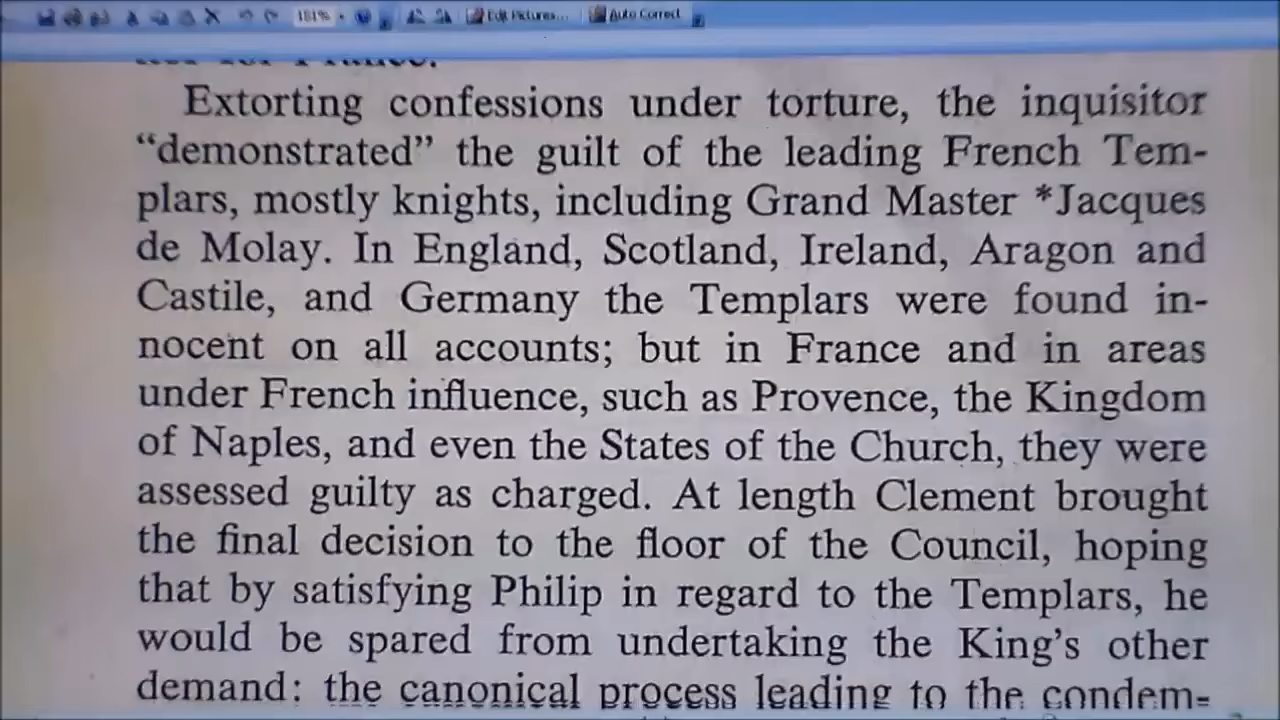 181%
Edit Pictures...
Auto Correct
Extorting confessions under torture, the inquisitor
“demonstrated” the guilt of the leading French Tem-
plars, mostly knights, including Grand Master *Jacques
de Molay. In England, Scotland, Ireland, Aragon and
Castile, and Germany the Templars were found in-
nocent on all accounts; but in France and in areas
under French influence, such as Provence, the Kingdom
of Naples, and even the States of the Church, they were
assessed guilty as charged. At length Clement brought
the final decision to the floor of the Council, hoping
that by satisfying Philip in regard to the Templars, he
would be spared from undertaking the King’s other
demand: the canonical process leading to the condem-